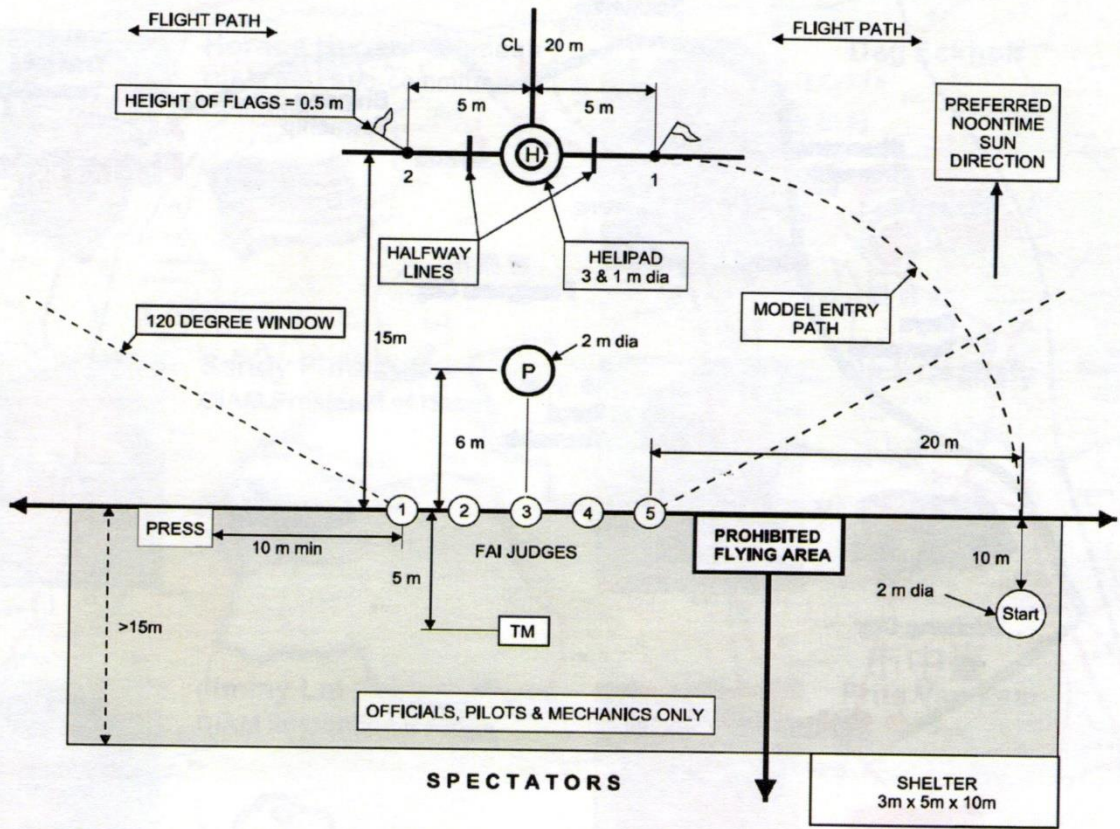 FLIGHT PATH
CL
20 m
FLIGHT PATH
5 m
5 m
HEIGHT OF FLAGS = 0.5 m
PREFERRED
NOONTIME
SUN
DIRECTION
H
2
1
HALFWAY
LINES
HELIPAD
3 & 1 m dia
MODEL ENTRY
PATH
120 DEGREE WINDOW
15m
2 m dia
P
6 m
20 m
1
2
3
4
5
PRESS
10 m min
FAI JUDGES
PROHIBITED
FLYING AREA
10 m
5 m
2 m dia
Start
>15m
TM
OFFICIALS, PILOTS & MECHANICS ONLY
SPECTATORS
SHELTER
3m x 5m x 10m